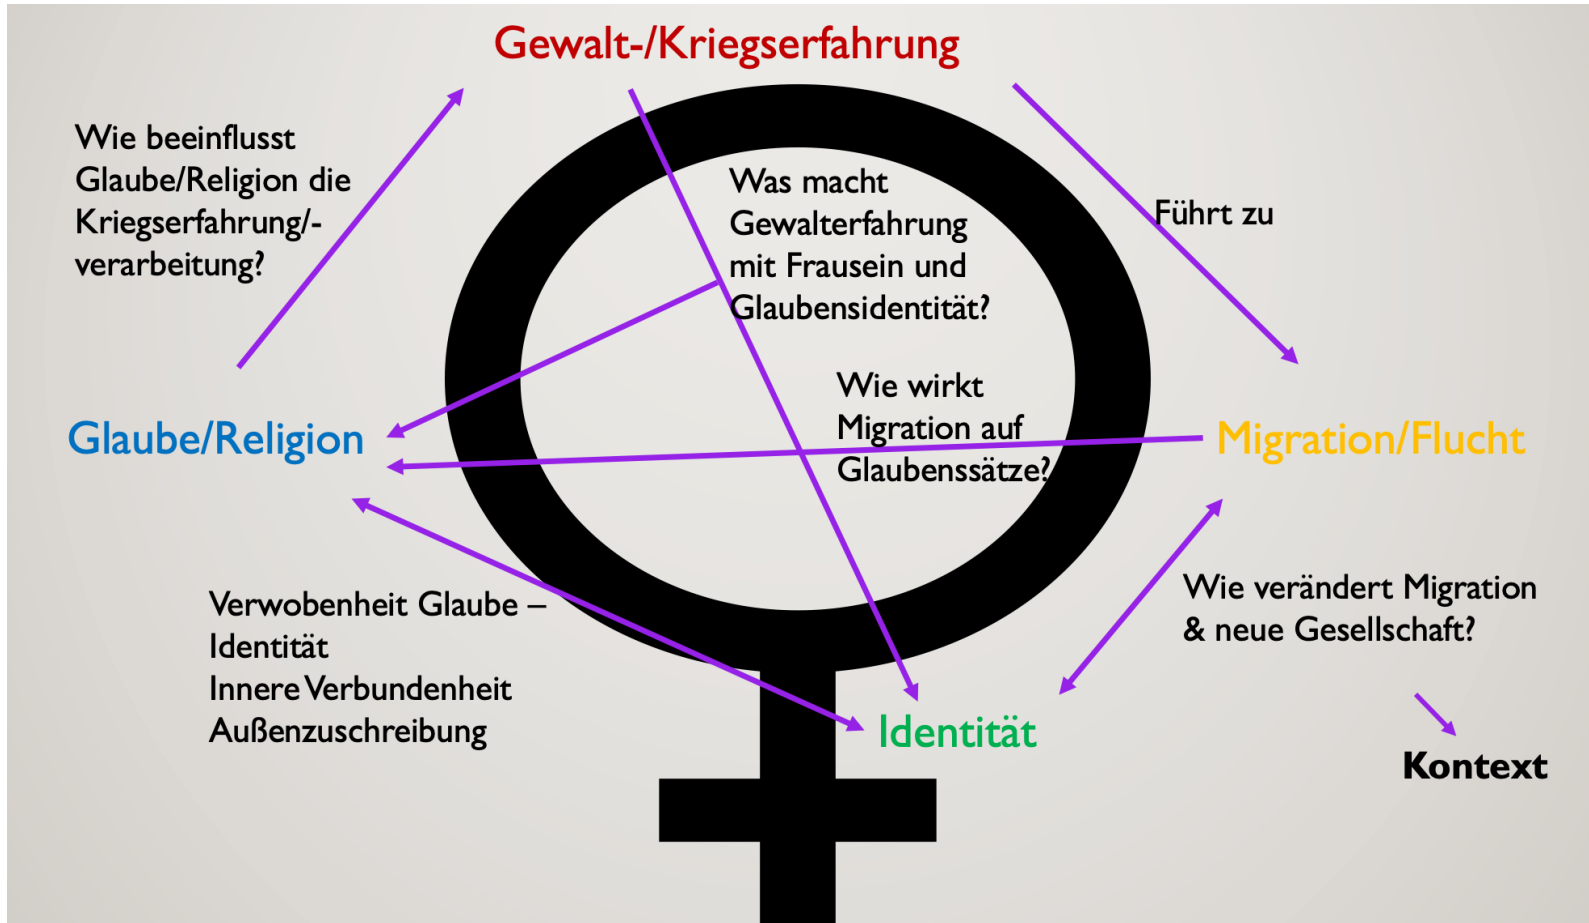 Gewalt-/Kriegserfahrung
Wie beeinflusst
Glaube/Religion die
Kriegserfahrung/-
verarbeitung?
Was macht
Gewalterfahrung
mit Frausein und
Glaubensidentität?
Führt zu
Wie wirkt
Migration auf
Glaubenssätze?
Glaube/Religion
Migration/Flucht
Verwobenheit Glaube –
Identität
Innere Verbundenheit
Außenzuschreibung
Wie verändert Migration
& neue Gesellschaft?
Identität
Kontext